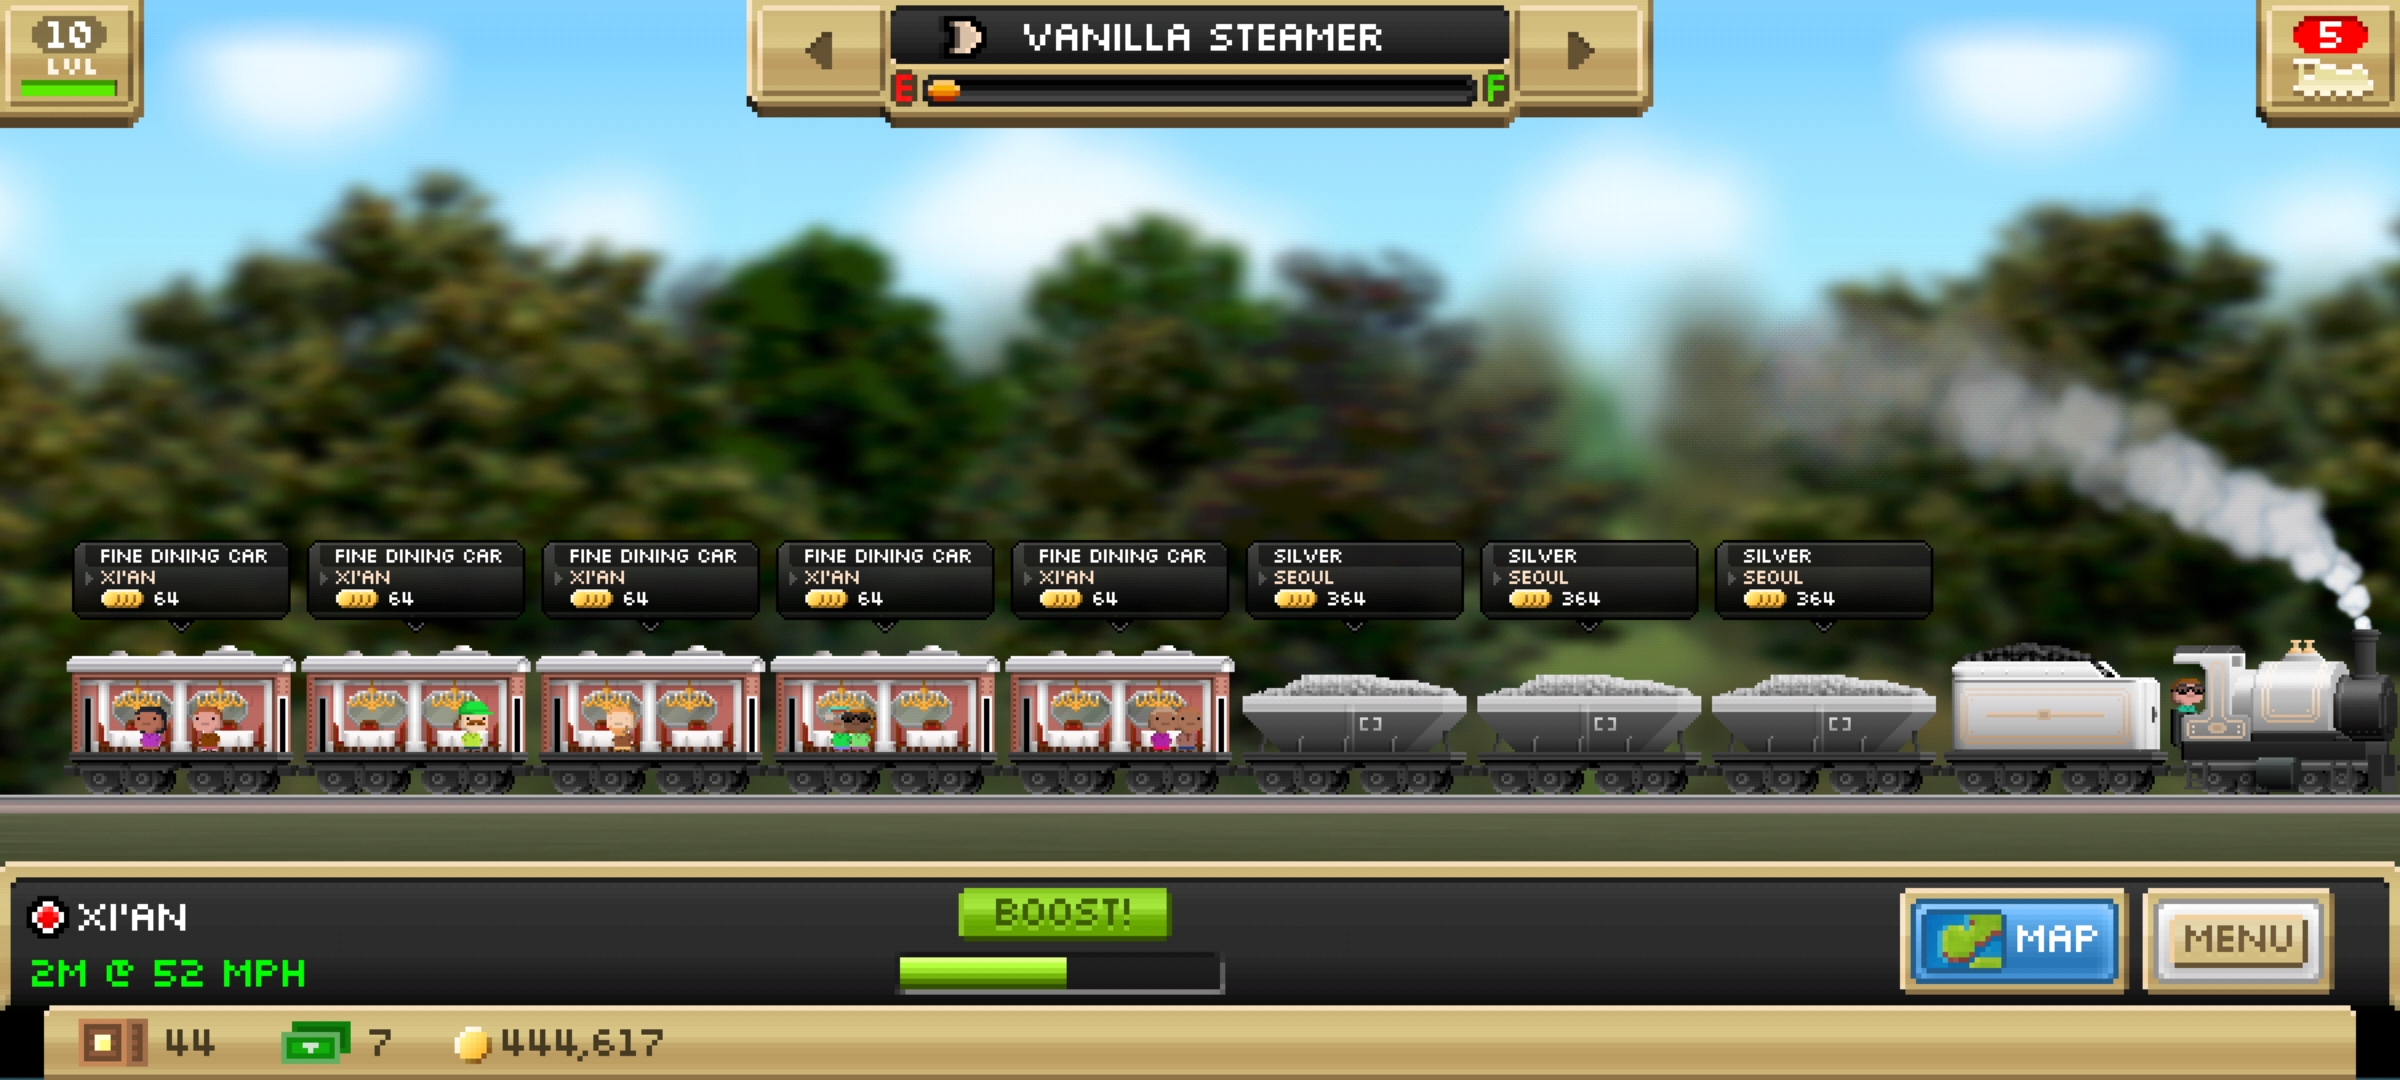 10
LVL
VANILLA STEAMER
E F
5
FINE DINING CAR
XI'AN
64
FINE DINING CAR
XI'AN
64
FINE DINING CAR
XI'AN
64
FINE DINING CAR
XI'AN
64
FINE DINING CAR
XI'AN
64
SILVER
SEOUL
364
SILVER
SEOUL
364
SILVER
SEOUL
364
XI'AN
2M @ 52 MPH
BOOST!
MAP
MENU
44
7
444,617